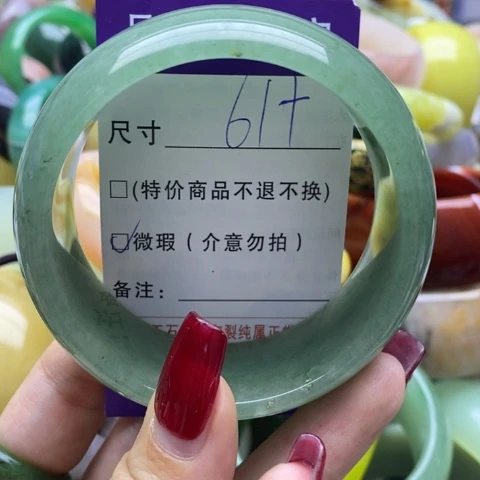 尺寸 61+
□(特价商品不退不换)
☑微瑕(介意勿拍)
备注: